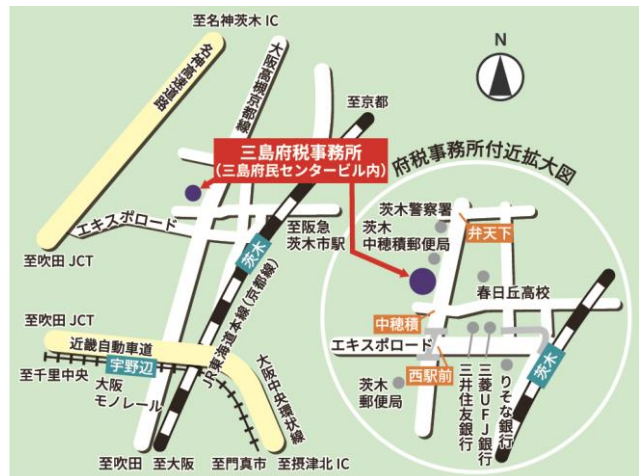 至名神茨木IC
名神高速道路
大阪高槻京都線
至京都
N
三島府税事務所
(三島府民センタービル内)
府税事務所付近拡大図
エキスポロード
至阪急
茨木市駅
茨木
至吹田JCT
JR東海道本線(京都線)
至吹田JCT
近畿自動車道
宇野辺
至千里中央
大阪
モノレール
大阪中央環状線
至吹田
至大阪
至門真市
至摂津北IC
茨木警察署
茨木
中穂積郵便局
弁天下
春日丘高校
中穂積
エキスポロード
西駅前
茨木
茨木
郵便局
三井住友銀行
三菱UFJ銀行
りそな銀行